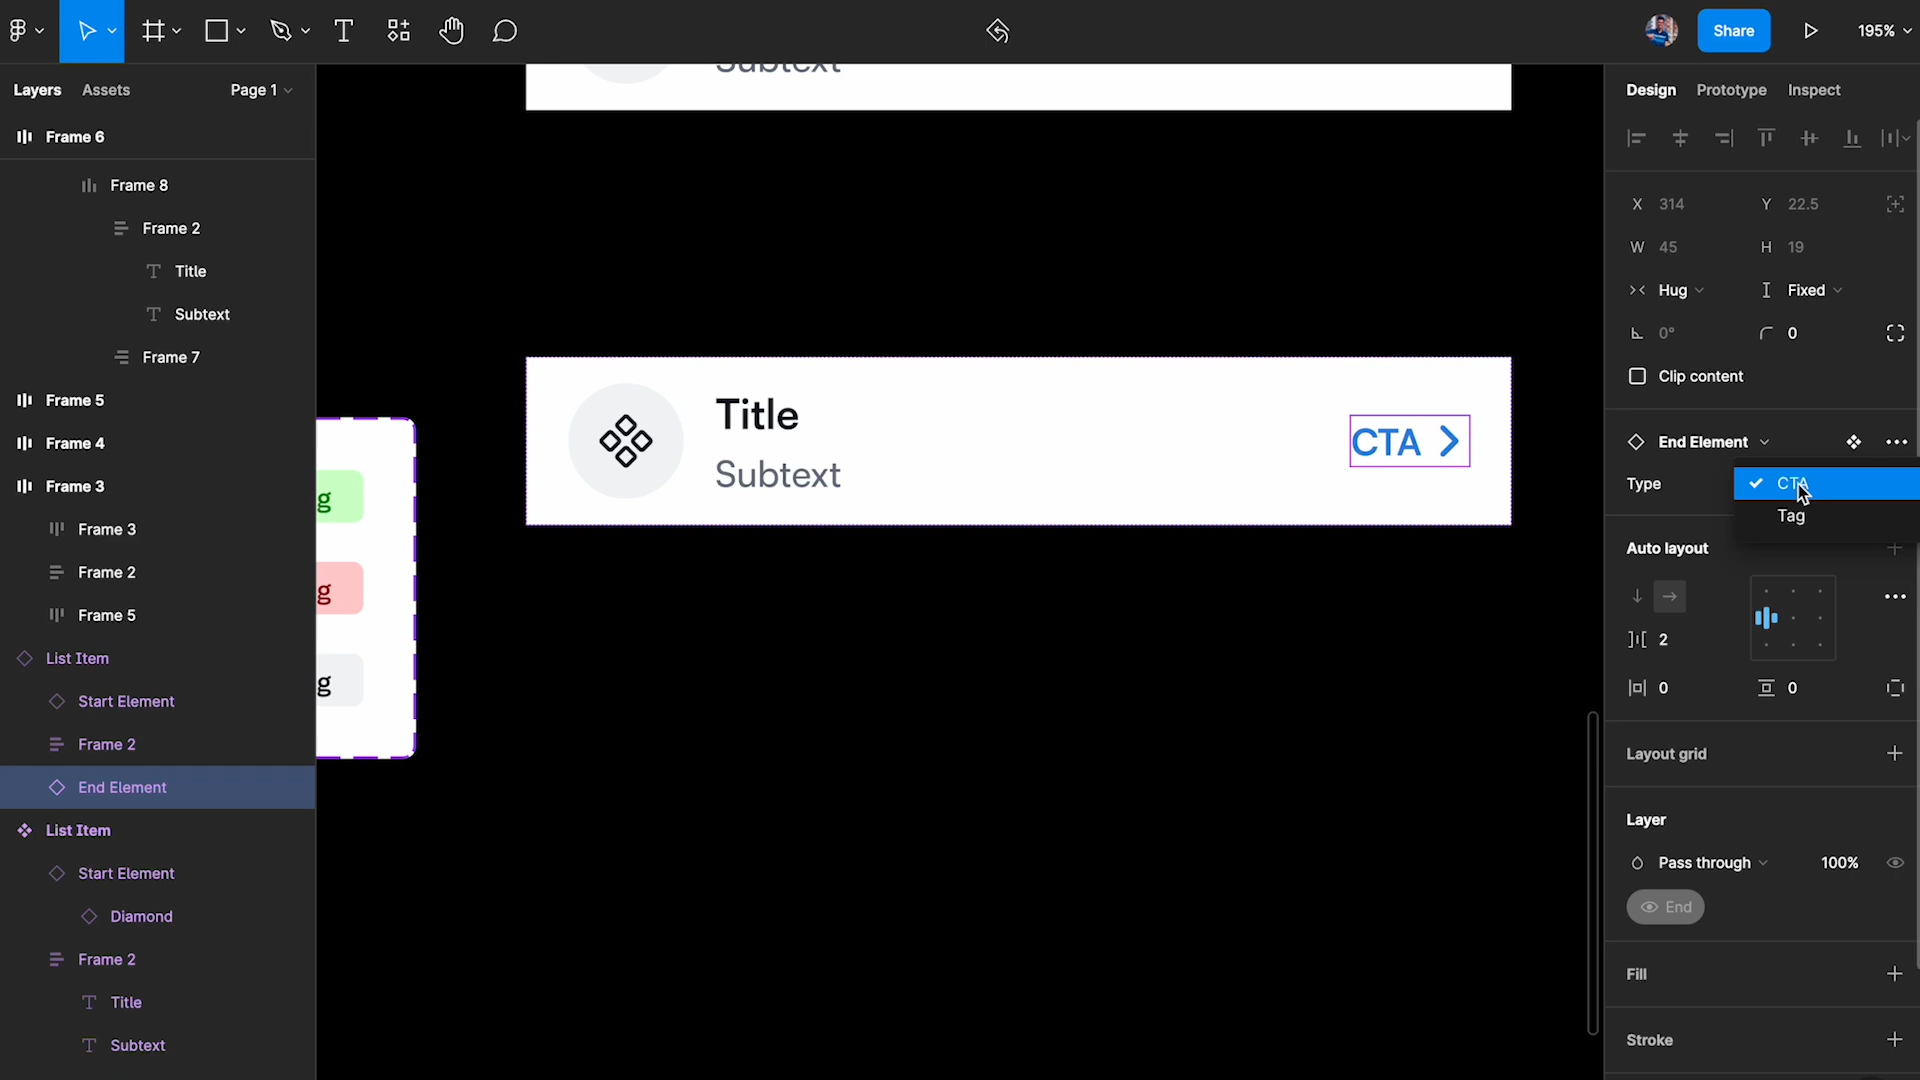 Share
195%
Layers
Assets
Page 1
Frame 6
Frame 8
Frame 2
Title
Subtext
Frame 7
Frame 5
Frame 4
Frame 3
Frame 3
Frame 2
Frame 5
List Item
Start Element
Frame 2
End Element
List Item
Start Element
Diamond
Frame 2
Title
Subtext
Subtext
g
g
g
Title
Subtext
CTA
Design
Prototype
Inspect
X 314
Y 22.5
W 45
H 19
Hug
Fixed
0°
0
Clip content
End Element
Type
CTA
Tag
Auto layout
2
0
0
Layout grid
Layer
Pass through
100%
End
Fill
Stroke